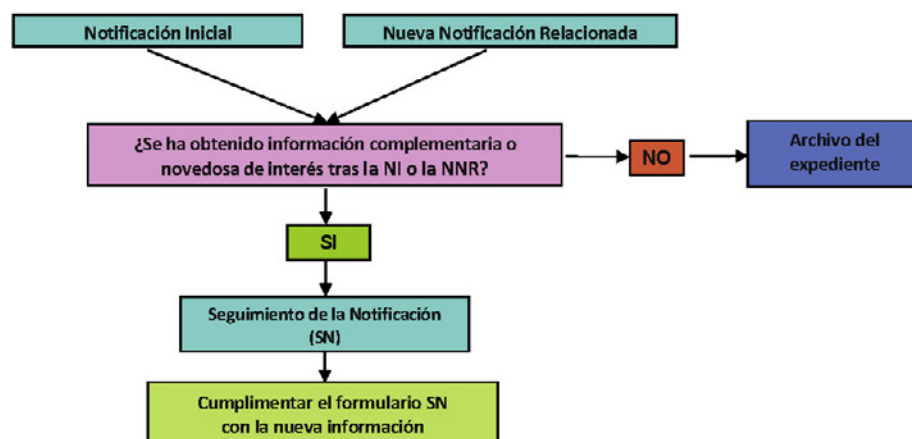 Notificación Inicial
Nueva Notificación Relacionada
¿Se ha obtenido información complementaria o
novedosa de interés tras la NI o la NNR?
NO
Archivo del
expediente
SI
Seguimiento de la Notificación
(SN)
Cumplimentar el formulario SN
con la nueva información